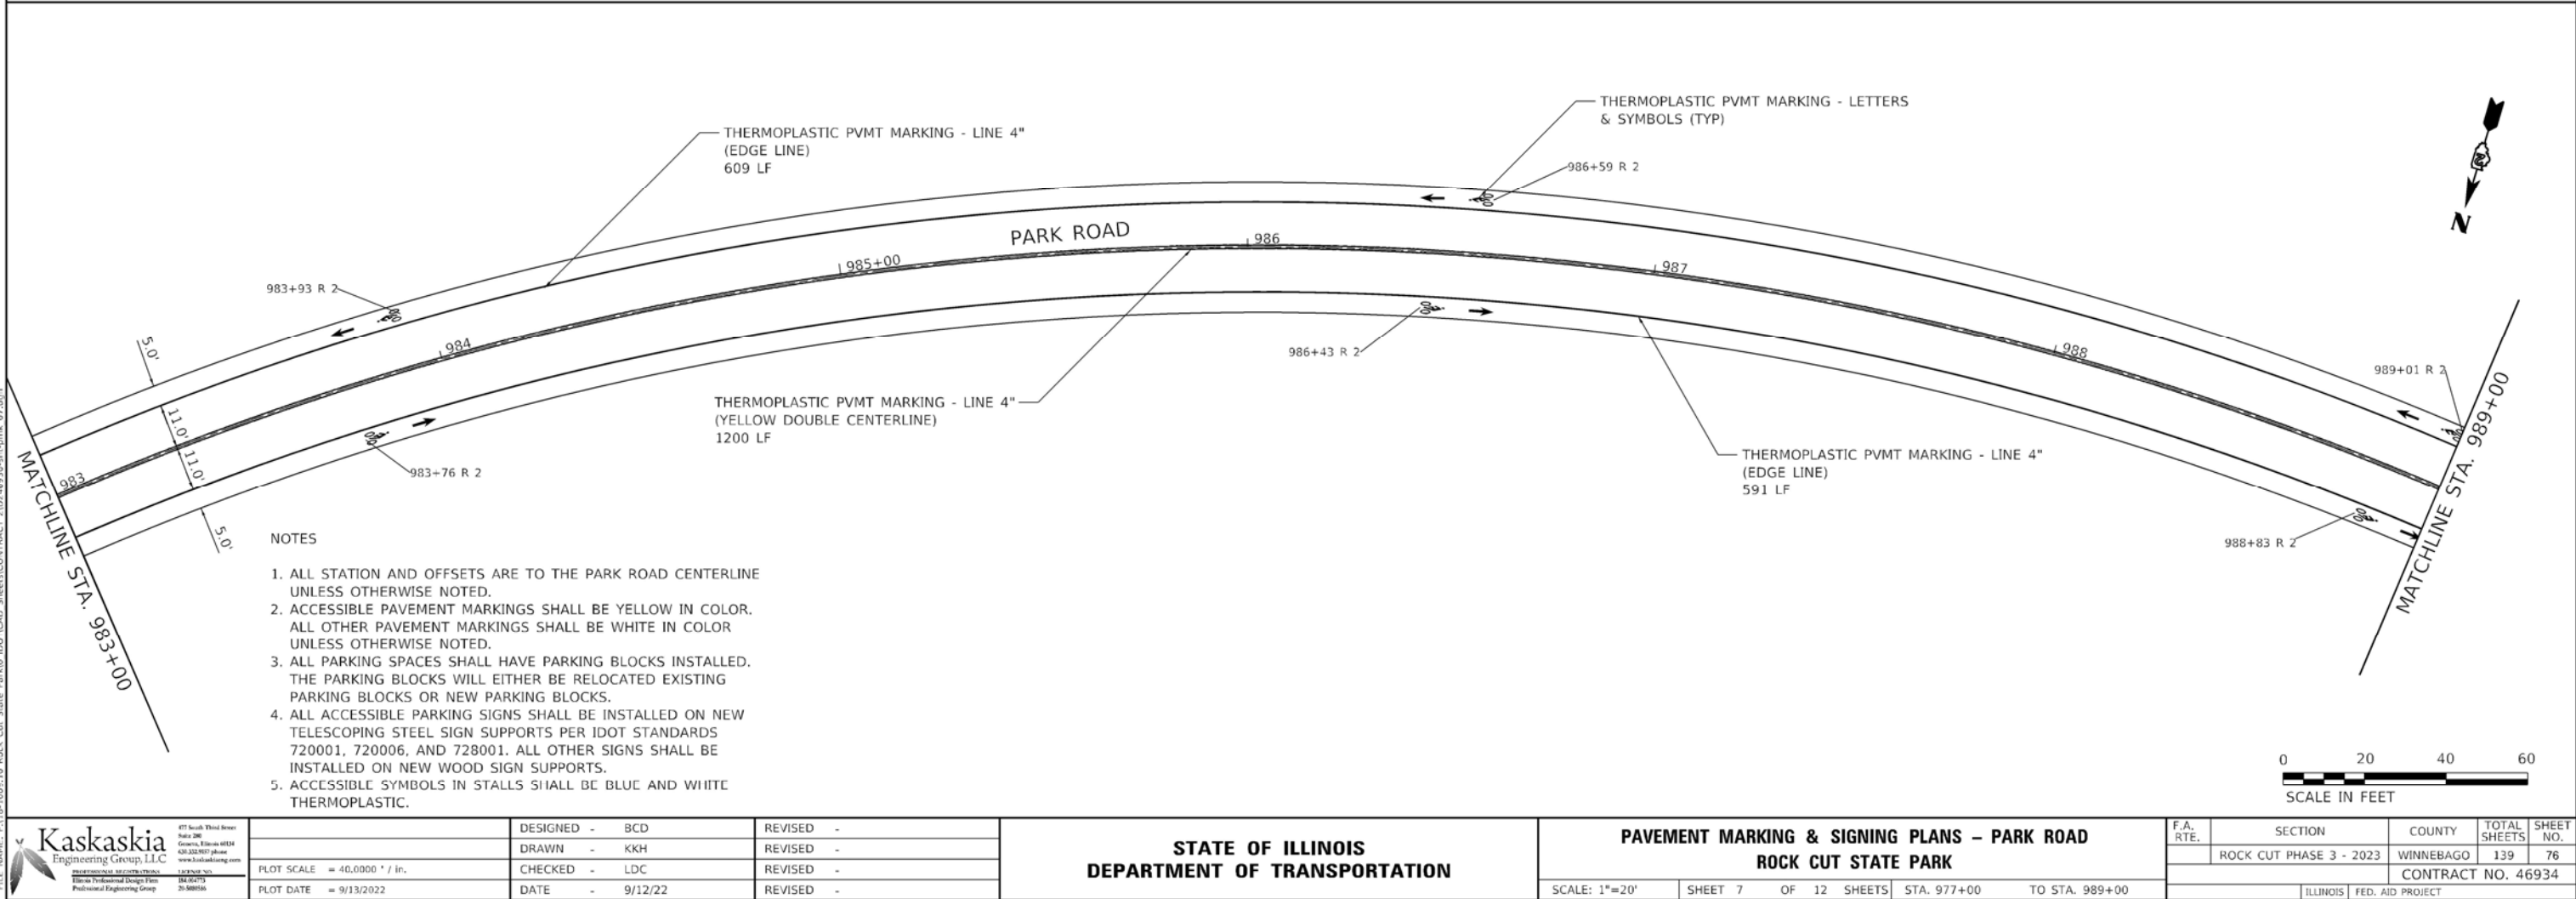 THERMOPLASTIC PVMT MARKING - LETTERS
& SYMBOLS (TYP)
THERMOPLASTIC PVMT MARKING - LINE 4"
(EDGE LINE)
609 LF
986+59 R 2
N
PARK ROAD
986
985+00
987
983+93 R 2
984
988
5.0'
986+43 R 2
989+01 R 2
11.0'
11.0'
THERMOPLASTIC PVMT MARKING - LINE 4"
(YELLOW DOUBLE CENTERLINE)
1200 LF
983+76 R 2
THERMOPLASTIC PVMT MARKING - LINE 4"
(EDGE LINE)
591 LF
983
5.0'
988+83 R 2
MATCHLINE STA. 983+00
MATCHLINE STA. 989+00
NOTES
1. ALL STATION AND OFFSETS ARE TO THE PARK ROAD CENTERLINE
UNLESS OTHERWISE NOTED.
2. ACCESSIBLE PAVEMENT MARKINGS SHALL BE YELLOW IN COLOR.
ALL OTHER PAVEMENT MARKINGS SHALL BE WHITE IN COLOR
UNLESS OTHERWISE NOTED.
3. ALL PARKING SPACES SHALL HAVE PARKING BLOCKS INSTALLED.
THE PARKING BLOCKS WILL EITHER BE RELOCATED EXISTING
PARKING BLOCKS OR NEW PARKING BLOCKS.
4. ALL ACCESSIBLE PARKING SIGNS SHALL BE INSTALLED ON NEW
TELESCOPING STEEL SIGN SUPPORTS PER IDOT STANDARDS
720001, 720006, AND 728001. ALL OTHER SIGNS SHALL BE
INSTALLED ON NEW WOOD SIGN SUPPORTS.
5. ACCESSIBLE SYMBOLS IN STALLS SHALL BE BLUE AND WHITE
THERMOPLASTIC.
0 20 40 60
SCALE IN FEET
Kaskaskia
Engineering Group, LLC
PROFESSIONAL REGISTRATIONS LICENSE NO.
Illinois Professional Design Firm
Professional Engineering Group
PLOT SCALE = 40.0000 ' / in.
PLOT DATE = 9/13/2022
DESIGNED - BCD
DRAWN - KKH
CHECKED - LDC
DATE - 9/12/22
REVISED -
REVISED -
REVISED -
REVISED -
STATE OF ILLINOIS
DEPARTMENT OF TRANSPORTATION
PAVEMENT MARKING & SIGNING PLANS – PARK ROAD
ROCK CUT STATE PARK
SCALE: 1"=20' SHEET 7 OF 12 SHEETS STA. 977+00 TO STA. 989+00
F.A. RTE. SECTION COUNTY TOTAL SHEETS SHEET NO.
ROCK CUT PHASE 3 - 2023 WINNEBAGO 139 76
CONTRACT NO. 46934
ILLINOIS FED. AID PROJECT